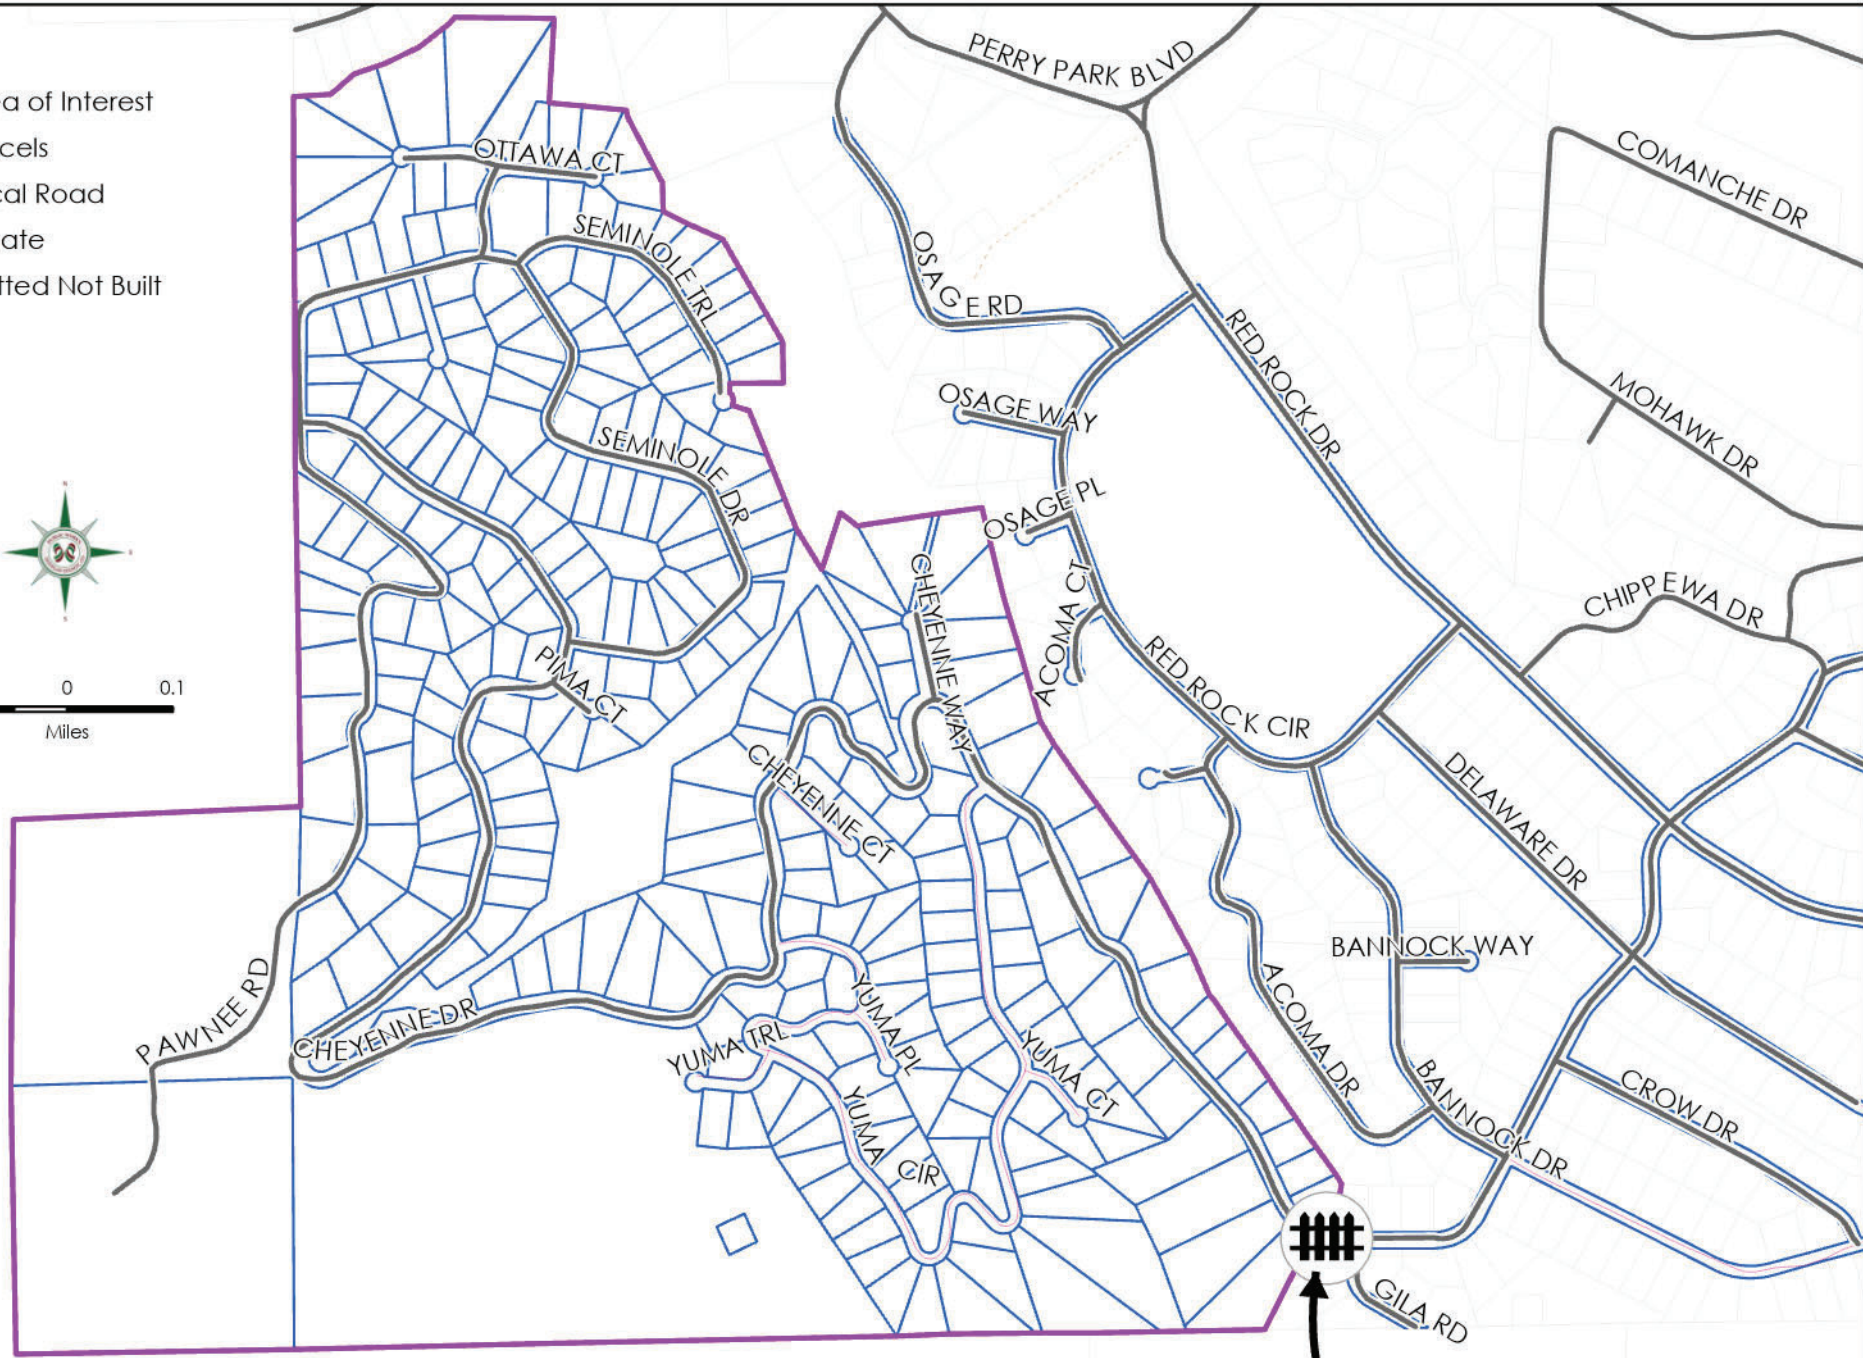 a of Interest
cels
cal Road
ate
tted Not Built
0
0.1
Miles
PERRY PARK BLVD
COMANCHE DR
OTTAWA CT
SEMINOLE TRL
OSAGE RD
RED ROCK DR
MOHAWK DR
OSAGE WAY
SEMINOLE DR
OSAGE PL
CHEYENNE WAY
ACOMA CT
CHIPPEWA DR
PIMA CT
RED ROCK CIR
CHEYENNE CT
DELAWARE DR
BANNOCK WAY
PAWNEE RD
CHEYENNE DR
YUMA TRL
YUMA PL
YUMA CT
ACOMA DR
BANNOCK DR
CROW DR
YUMA CIR
GILA RD